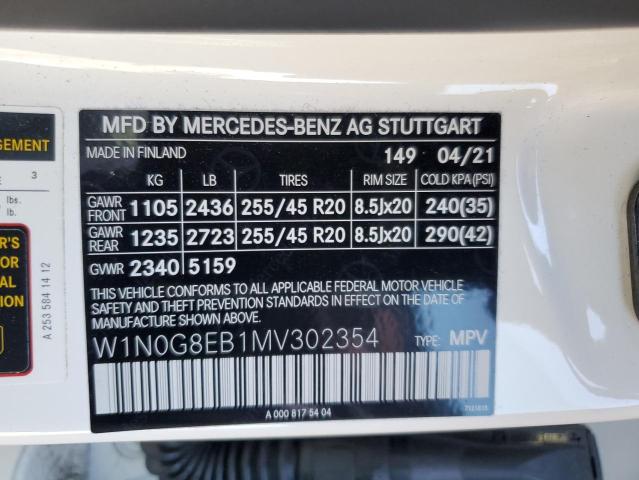 MFD BY MERCEDES-BENZ AG STUTTGART
MADE IN FINLAND 149 04/21
KG LB TIRES RIM SIZE COLD KPA(PSI)
GAWR FRONT 1105 2436 255/45 R20 8.5Jx20 240(35)
GAWR REAR 1235 2723 255/45 R20 8.5Jx20 290(42)
GVWR 2340 5159
THIS VEHICLE CONFORMS TO ALL APPLICABLE FEDERAL MOTOR VEHICLE
SAFETY AND THEFT PREVENTION STANDARDS IN EFFECT ON THE DATE OF
MANUFACTURE SHOWN ABOVE.
W1N0G8EB1MV302354 TYPE: MPV
A 000 817 54 04
3
lbs.
lb.
A 253 584 14 12